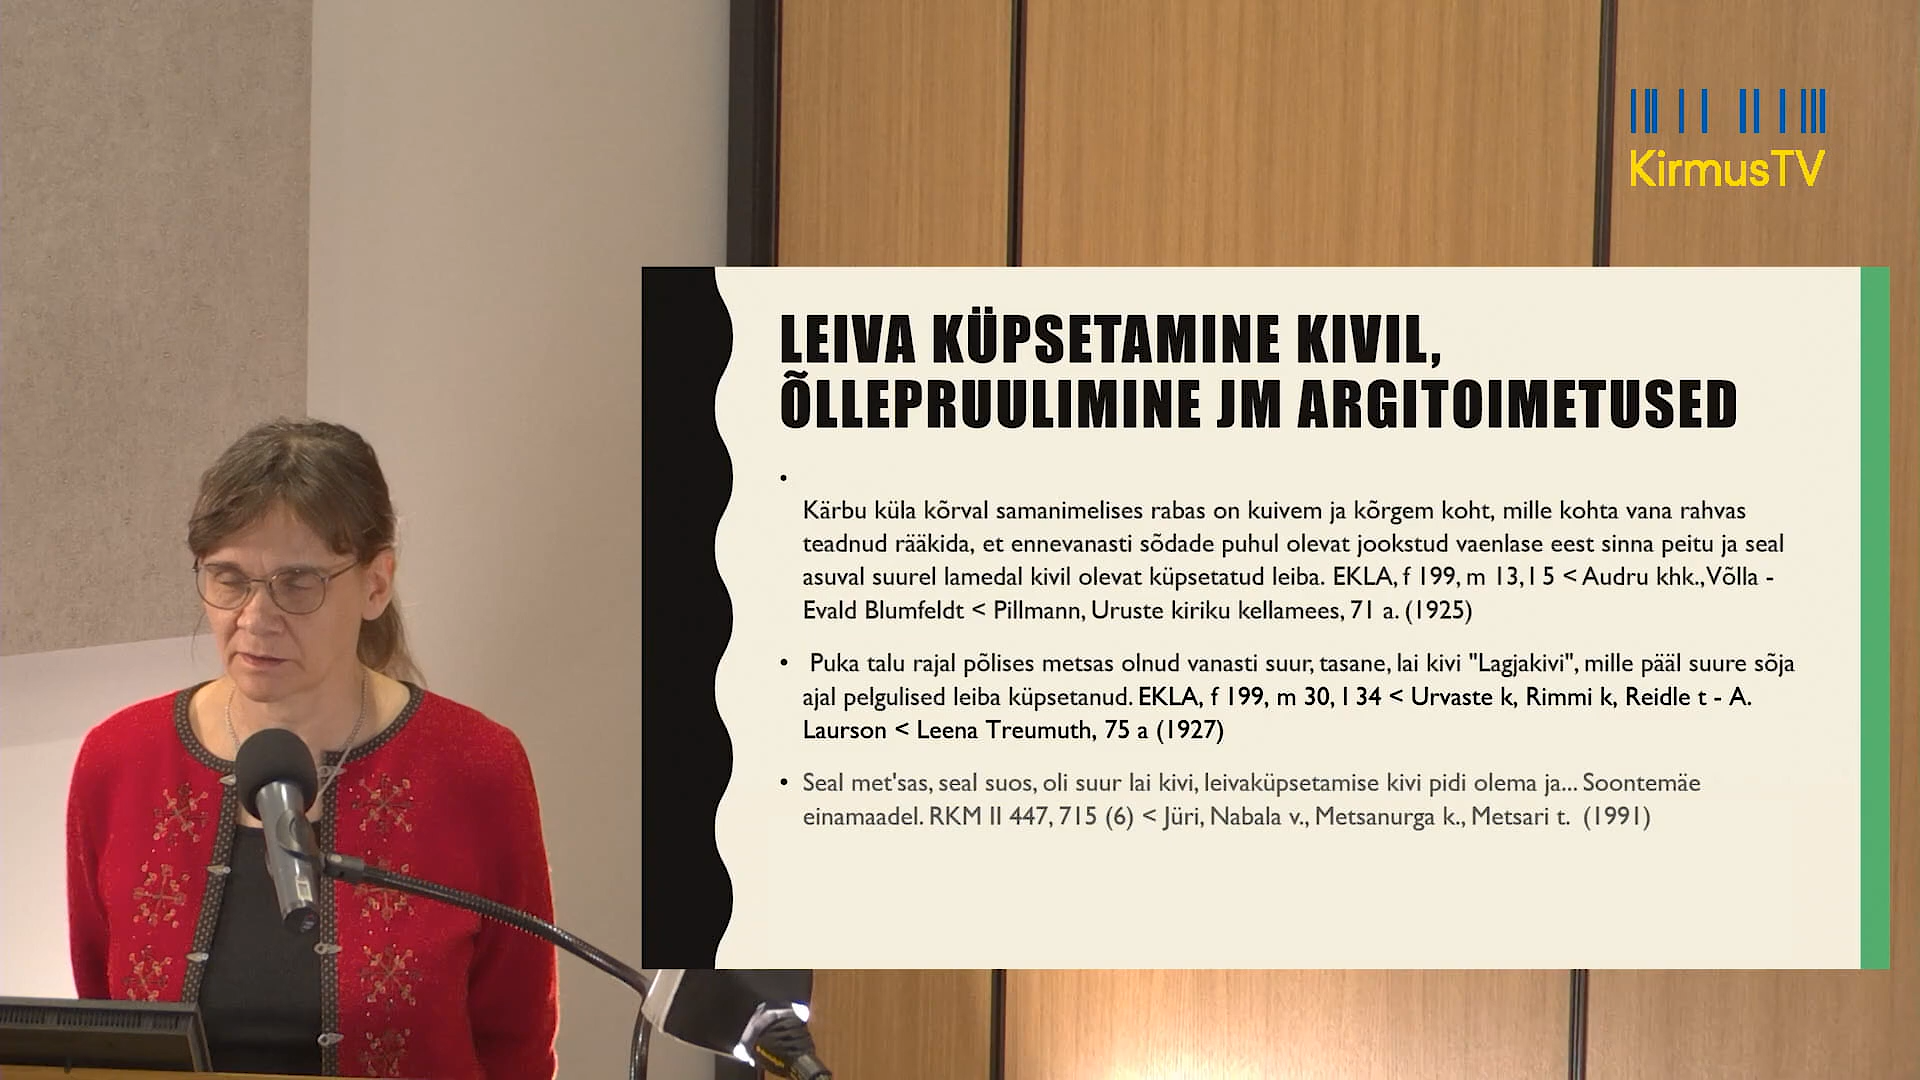 KirmusTV
LEIVA KÜPSETAMINE KIVIL,
ÕLLEPRUULIMINE JM ARGITOIMETUSED
•
Kärbu küla kõrval samanimelises rabas on kuivem ja kõrgem koht, mille kohta vana rahvas
teadnud rääkida, et ennevanasti sõdade puhul olevat jookstud vaenlase eest sinna peitu ja seal
asuval suurel lamedal kivil olevat küpsetatud leiba. EKLA, f 199, m 13, l 5 < Audru khk., Võlla -
Evald Blumfeldt < Pillmann, Uruste kiriku kellamees, 71 a. (1925)
• Puka talu rajal põlises metsas olnud vanasti suur, tasane, lai kivi "Lagjakivi", mille pääl suure sõja
ajal pelgulised leiba küpsetanud. EKLA, f 199, m 30, l 34 < Urvaste k, Rimmi k, Reidle t - A.
Laurson < Leena Treumuth, 75 a (1927)
• Seal met'sas, seal suos, oli suur lai kivi, leivaküpsetamise kivi pidi olema ja... Soontemäe
einamaadel. RKM II 447, 715 (6) < Jüri, Nabala v., Metsanurga k., Metsari t. (1991)